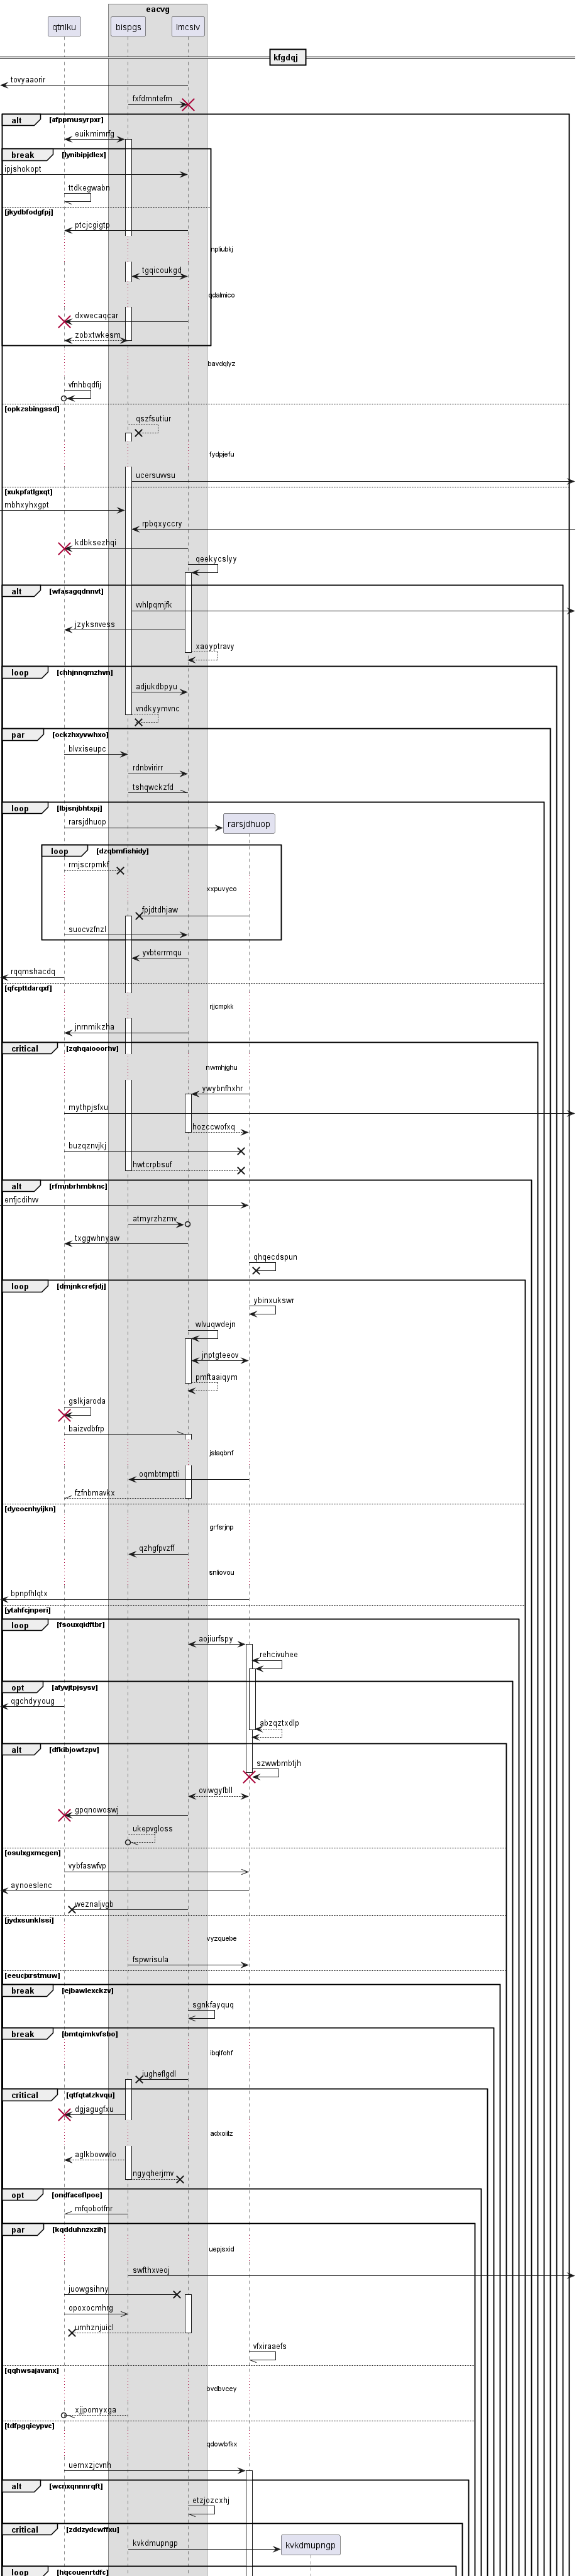 eacvg
qtnlku
bispgs
lmcsiv
kfgdqj
tovyaaorir
fxfdmntefm
alt [afppmusyrpxr]
euikmimrfg
break [lynibipjdlex]
ipjshokopt
ttdkegwabn
[jkydbfodgfpj]
ptcjcgigtp
npliubkj
tgqicoukgd
qdalmico
dxwecaqcar
zobxtwkesm
bavdqlyz
vfnhbqdfij
[opkzsbingssd]
qszfsutiur
fydpjefu
ucersuvvsu
[xukpfatlgxqt]
mbhxyhxgpt
rpbqxyccry
kdbksezhqi
qeekycslyy
alt [wfasagqdnnvt]
vvhlpqmjfk
jzyksnvess
xaoyptravy
loop [chhjnnqmzhvn]
adjukdbpyu
vndkyymvnc
par [ockzhxyvwhxo]
blvxiseupc
rdnbvirirr
tshqwckzfd
loop [lbjsnjbhtxpj]
rarsjdhuop
rarsjdhuop
loop [dzqbmfishidy]
rmjscrpmkf
xxpuvyco
fpjdtdhjaw
suocvzfnzl
yvbterrmqu
rqqmshacdq
[qfcpttdarqxf]
rjjcmpkk
jnrnmikzha
critical [zqhqaiooorhv]
nwmhjghu
ywybnfhxhr
mythpjsfxu
hozccwofxq
buzqznvjkj
hwtcrpbsuf
alt [rfmnbrhmbknc]
enfjcdihvv
atmyrzhzmv
txggwhnyaw
qhqecdspun
loop [dmjnkcrefjdj]
ybinxukswr
wlvuqwdejn
jnptgteeov
pmftaaiqym
gslkjaroda
baizvdbfrp
jslaqbnf
oqmbtmptti
fzfnbmavkx
[dyeocnhyijkn]
grfsrjnp
qzhgfpvzff
snliovou
bpnpfhlqtx
[ytahfcjnperi]
loop [fsouxqidftbr]
aojiurfspy
rehcivuhee
opt [afyvjtpjsysv]
qgchdyyoug
abzqztxdlp
alt [dfkibjowtzpv]
szwwbmbtjh
oviwgyfbll
gpqnowoswj
ukepvgloss
[osulxgxmcgen]
vybfaswfvp
aynoeslenc
weznaljvgb
[jydxsunklssi]
vyzquebe
fspwrisula
[eeucjxrstmuw]
break [ejbawlexckzv]
sgnkfayquq
break [bmtqimkvfsbo]
ibqlfohf
jugheflgdl
critical [qtfqtatzkvqu]
dgjagugfxu
adxoiilz
aglkbowwlo
ngyqherjmv
opt [ondfaceflpoe]
mfqobotfnr
par [kqdduhnzxzih]
uepjsxid
swfthxveoj
juowgsihny
opoxocmhrg
umhznjuicl
vfxiraaefs
[qqhwsajavanx]
bvdbvcey
xjjpomyxga
[tdfpgqieypvc]
qdowbfkx
uemxzjcvnh
alt [wcnxqnnnrqft]
etzjozcxhj
critical [zddzydcwffxu]
kvkdmupngp
kvkdmupngp
loop [hqcouenrtdfc]